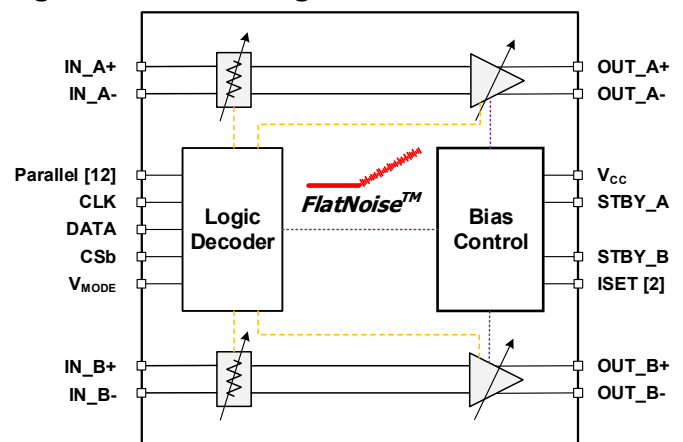 IN_A+
IN_A-
OUT_A+
OUT_A-
Parallel [12]
CLK
DATA
CSb
VMODE
Logic
Decoder
FlatNoise™
Bias
Control
VCC
STBY_A
STBY_B
ISET [2]
IN_B+
IN_B-
OUT_B+
OUT_B-